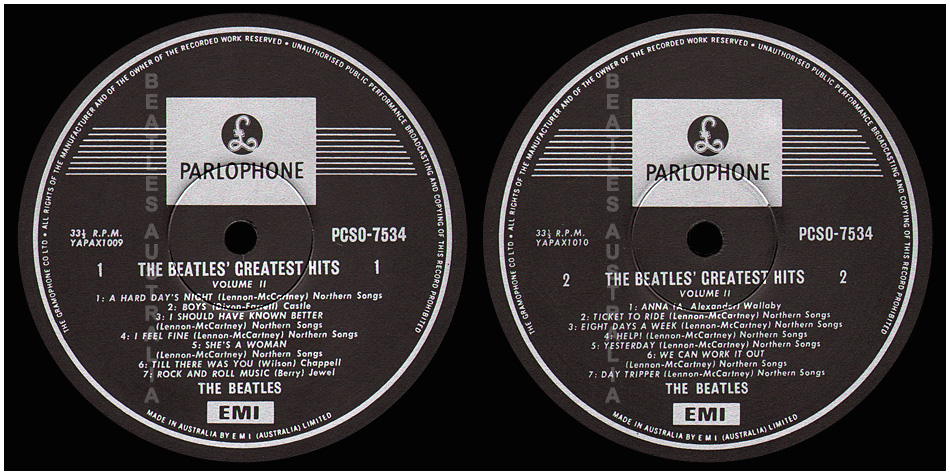 THE GRAMOPHONE CO LTD • ALL RIGHTS OF THE MANUFACTURER AND OF THE OWNER OF THE RECORDED WORK RESERVED • UNAUTHORISED PUBLIC PERFORMANCE BROADCASTING AND COPYING OF THIS RECORD PROHIBITED
BEATLES AUSTRALIA
£
PARLOPHONE
33⅓ R.P.M.
YAPAX1009
PCSO-7534
1 THE BEATLES' GREATEST HITS 1
VOLUME II
1: A HARD DAY'S NIGHT (Lennon-McCartney) Northern Songs
2: BOYS (Dixon-Farrell) Castle
3: I SHOULD HAVE KNOWN BETTER
(Lennon-McCartney) Northern Songs
4: I FEEL FINE (Lennon-McCartney) Northern Songs
5: SHE'S A WOMAN
(Lennon-McCartney) Northern Songs
6: TILL THERE WAS YOU (Wilson) Chappell
7: ROCK AND ROLL MUSIC (Berry) Jewel
THE BEATLES
EMI
MADE IN AUSTRALIA BY E M I (AUSTRALIA) LIMITED
THE GRAMOPHONE CO LTD • ALL RIGHTS OF THE MANUFACTURER AND OF THE OWNER OF THE RECORDED WORK RESERVED • UNAUTHORISED PUBLIC PERFORMANCE BROADCASTING AND COPYING OF THIS RECORD PROHIBITED
BEATLES AUSTRALIA
£
PARLOPHONE
33⅓ R.P.M.
YAPAX1010
PCSO-7534
2 THE BEATLES' GREATEST HITS 2
VOLUME II
1: ANNA (A. Alexander) Wallaby
2: TICKET TO RIDE (Lennon-McCartney) Northern Songs
3: EIGHT DAYS A WEEK (Lennon-McCartney) Northern Songs
4: HELP! (Lennon-McCartney) Northern Songs
5: YESTERDAY (Lennon-McCartney) Northern Songs
6: WE CAN WORK IT OUT
(Lennon-McCartney) Northern Songs
7: DAY TRIPPER (Lennon-McCartney) Northern Songs
THE BEATLES
EMI
MADE IN AUSTRALIA BY E M I (AUSTRALIA) LIMITED